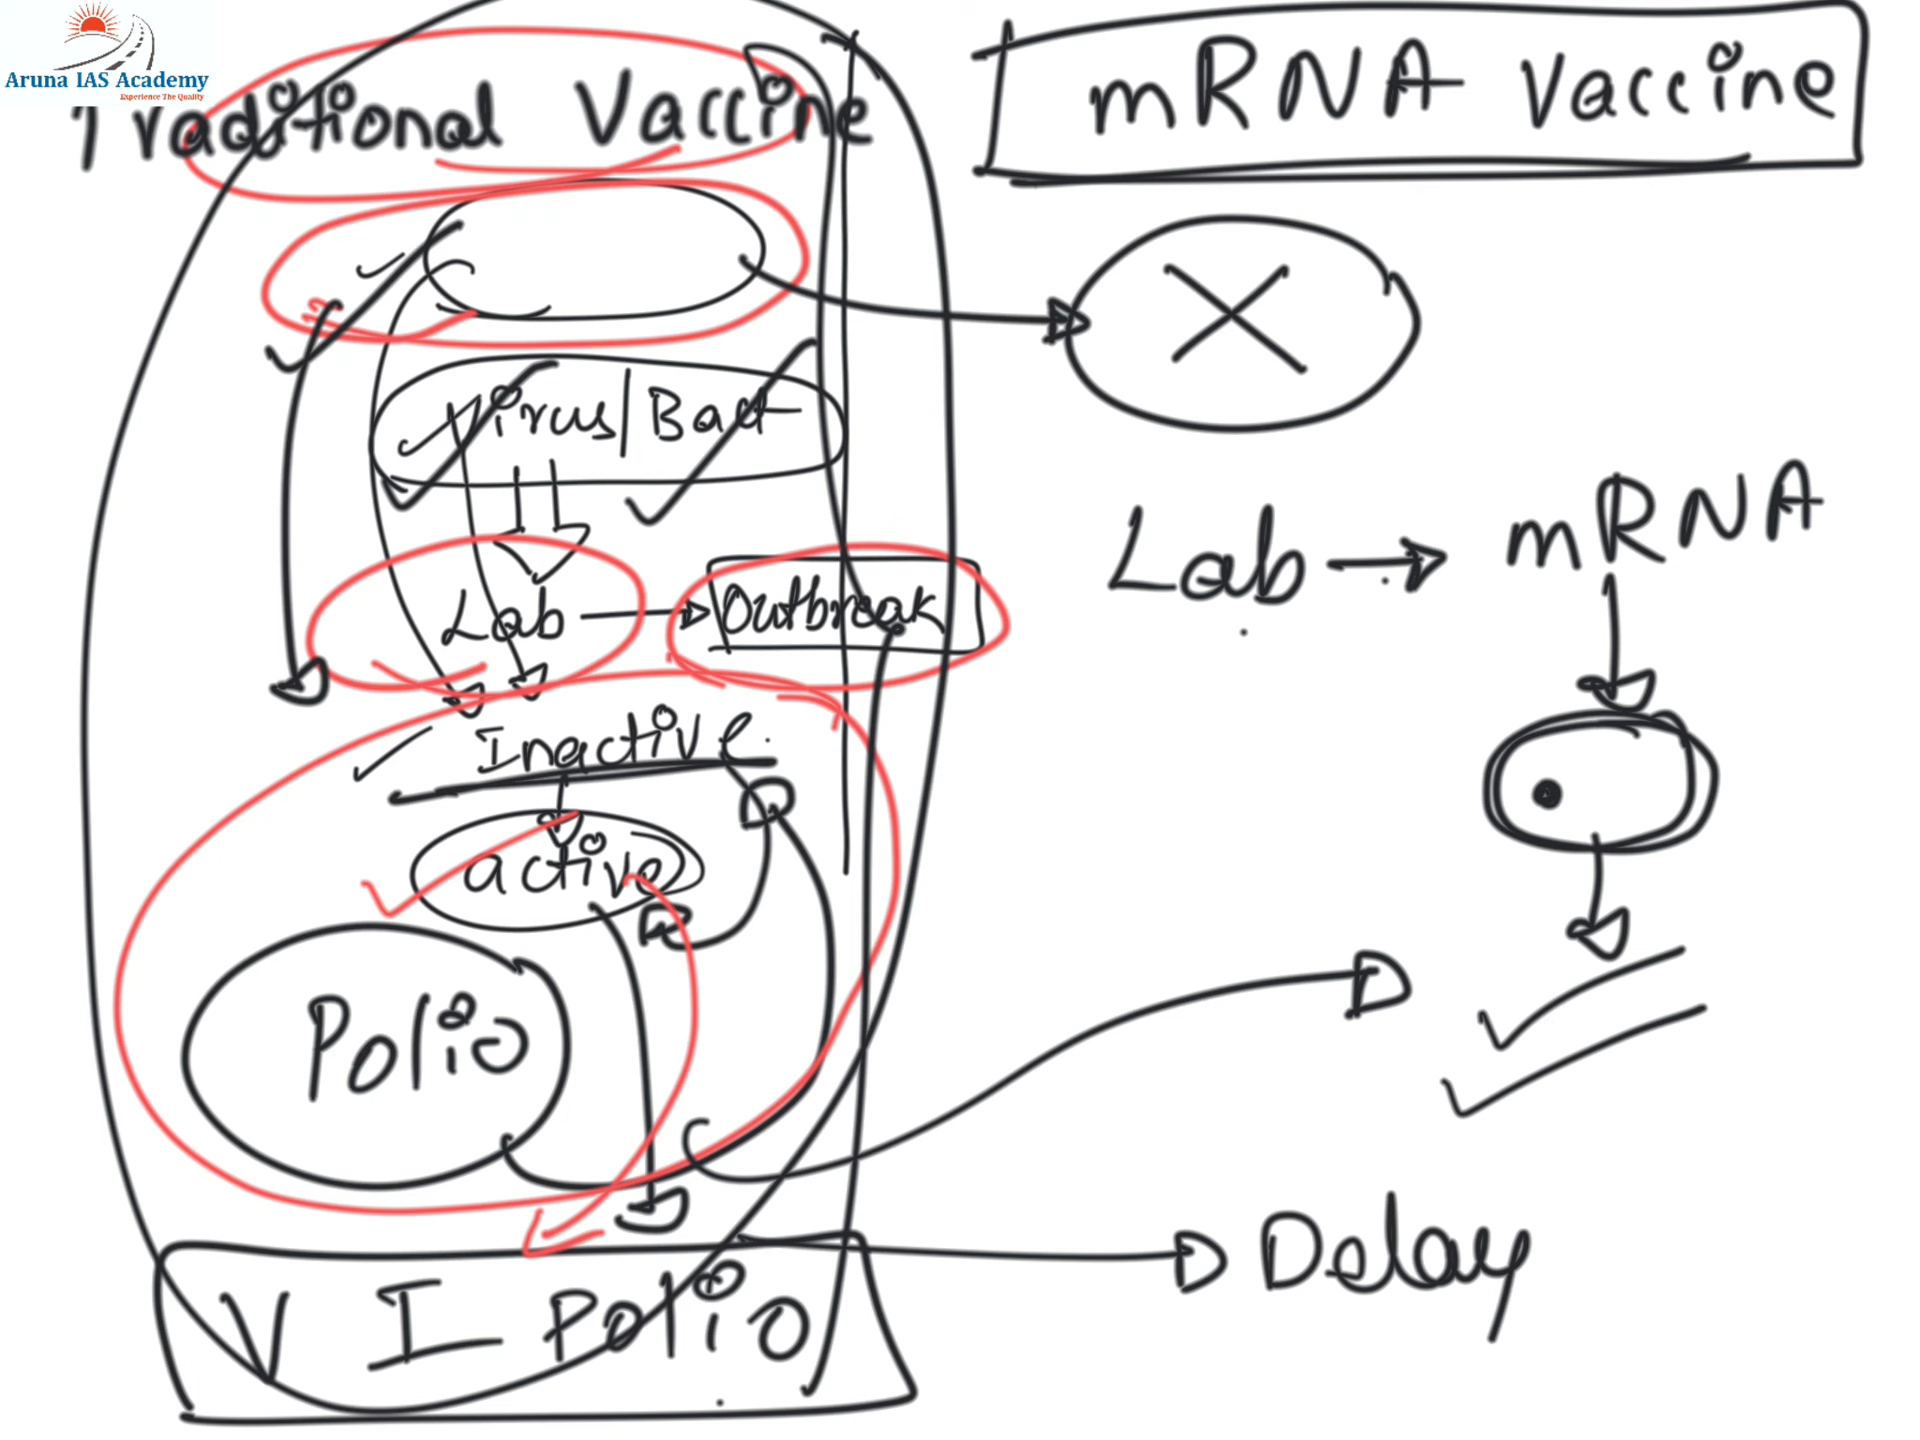 Aruna IAS Academy
Experience The Quality
Traditional Vaccine
mRNA Vaccine
Virus/Bact
Lab
Outbreak
Lab
mRNA
Inactive
active
Polio
V I Polio
Delay